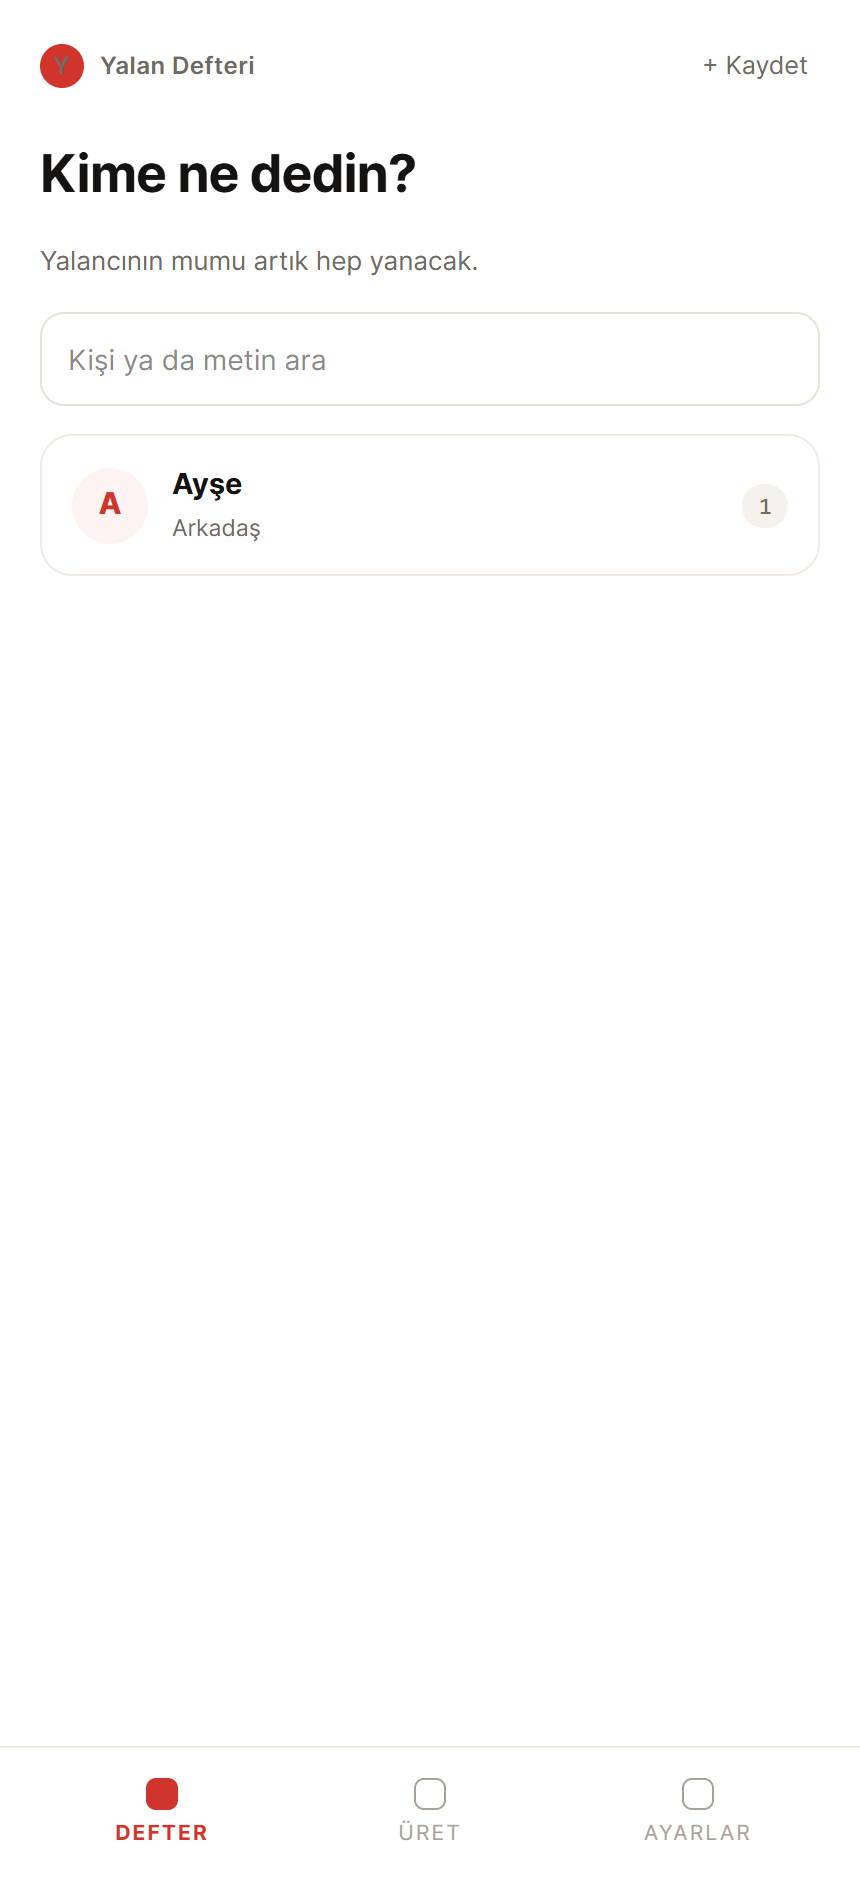 Y Yalan Defteri + Kaydet
Kime ne dedin?
Yalancının mumu artık hep yanacak.
Kişi ya da metin ara
A Ayşe
Arkadaş
1
DEFTER ÜRET AYARLAR